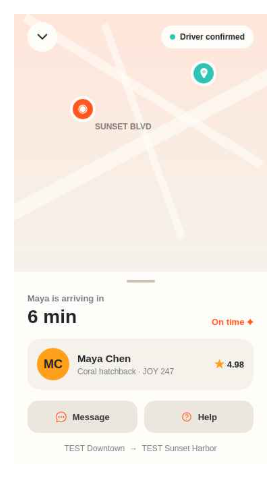 Driver confirmed
SUNSET BLVD
Maya is arriving in
6 min
On time
MC
Maya Chen
Coral hatchback · JOY 247
4.98
Message
Help
TEST Downtown → TEST Sunset Harbor